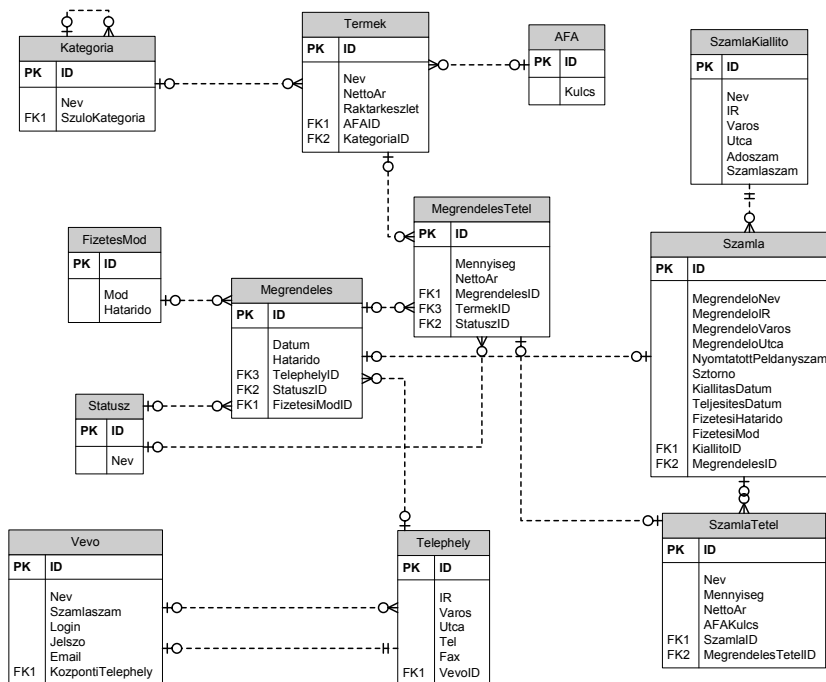 Kategoria
PK ID
Nev
FK1 SzuloKategoria
Termek
PK ID
Nev
NettoAr
Raktarkeszlet
FK1 AFAID
FK2 KategoriaID
AFA
PK ID
Kulcs
SzamlaKiallito
PK ID
Nev
IR
Varos
Utca
Adoszam
Szamlaszam
FizetesMod
PK ID
Mod
Hatarido
Megrendeles
PK ID
Datum
Hatarido
FK3 TelephelyID
FK2 StatuszID
FK1 FizetesiModID
MegrendelesTetel
PK ID
Mennyiseg
NettoAr
FK1 MegrendelesID
FK3 TermekID
FK2 StatuszID
Szamla
PK ID
MegrendeloNev
MegrendeloIR
MegrendeloVaros
MegrendeloUtca
NyomtatottPeldanyszam
Sztorno
KiallitasDatum
TeljesitesDatum
FizetesiHatarido
FizetesiMod
FK1 KiallitoID
FK2 MegrendelesID
Statusz
PK ID
Nev
Vevo
PK ID
Nev
Szamlaszam
Login
Jelszo
Email
FK1 KozpontiTelephely
Telephely
PK ID
IR
Varos
Utca
Tel
Fax
FK1 VevoID
SzamlaTetel
PK ID
Nev
Mennyiseg
NettoAr
AFAKulcs
FK1 SzamlaID
FK2 MegrendelesTetelID